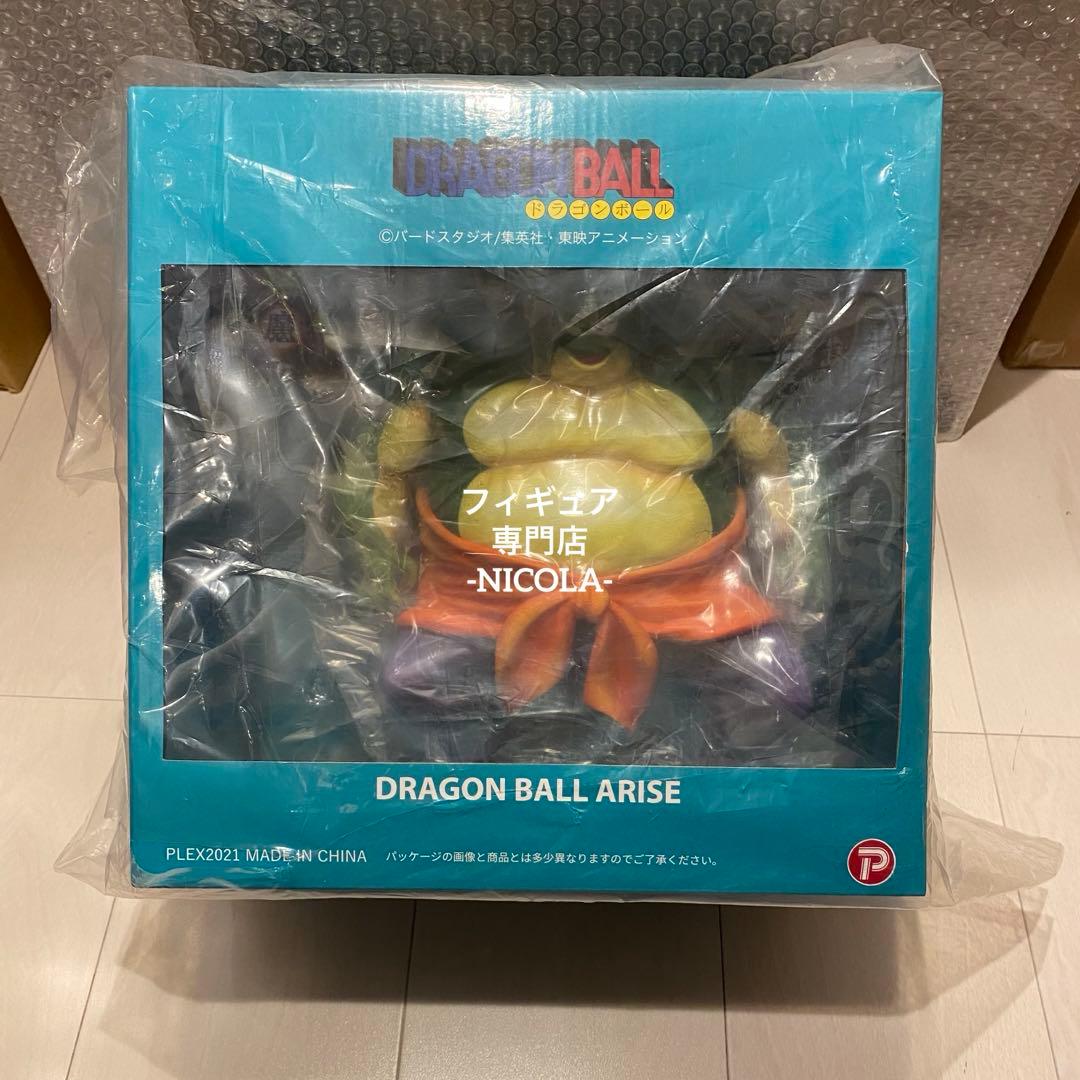 DRAGON BALL
ドラゴンボール
©バードスタジオ/集英社・東映アニメーション
魔
フィギュア
専門店
-NICOLA-
DRAGON BALL ARISE
PLEX2021 MADE IN CHINA パッケージの画像と商品とは多少異なりますのでご了承ください。
P